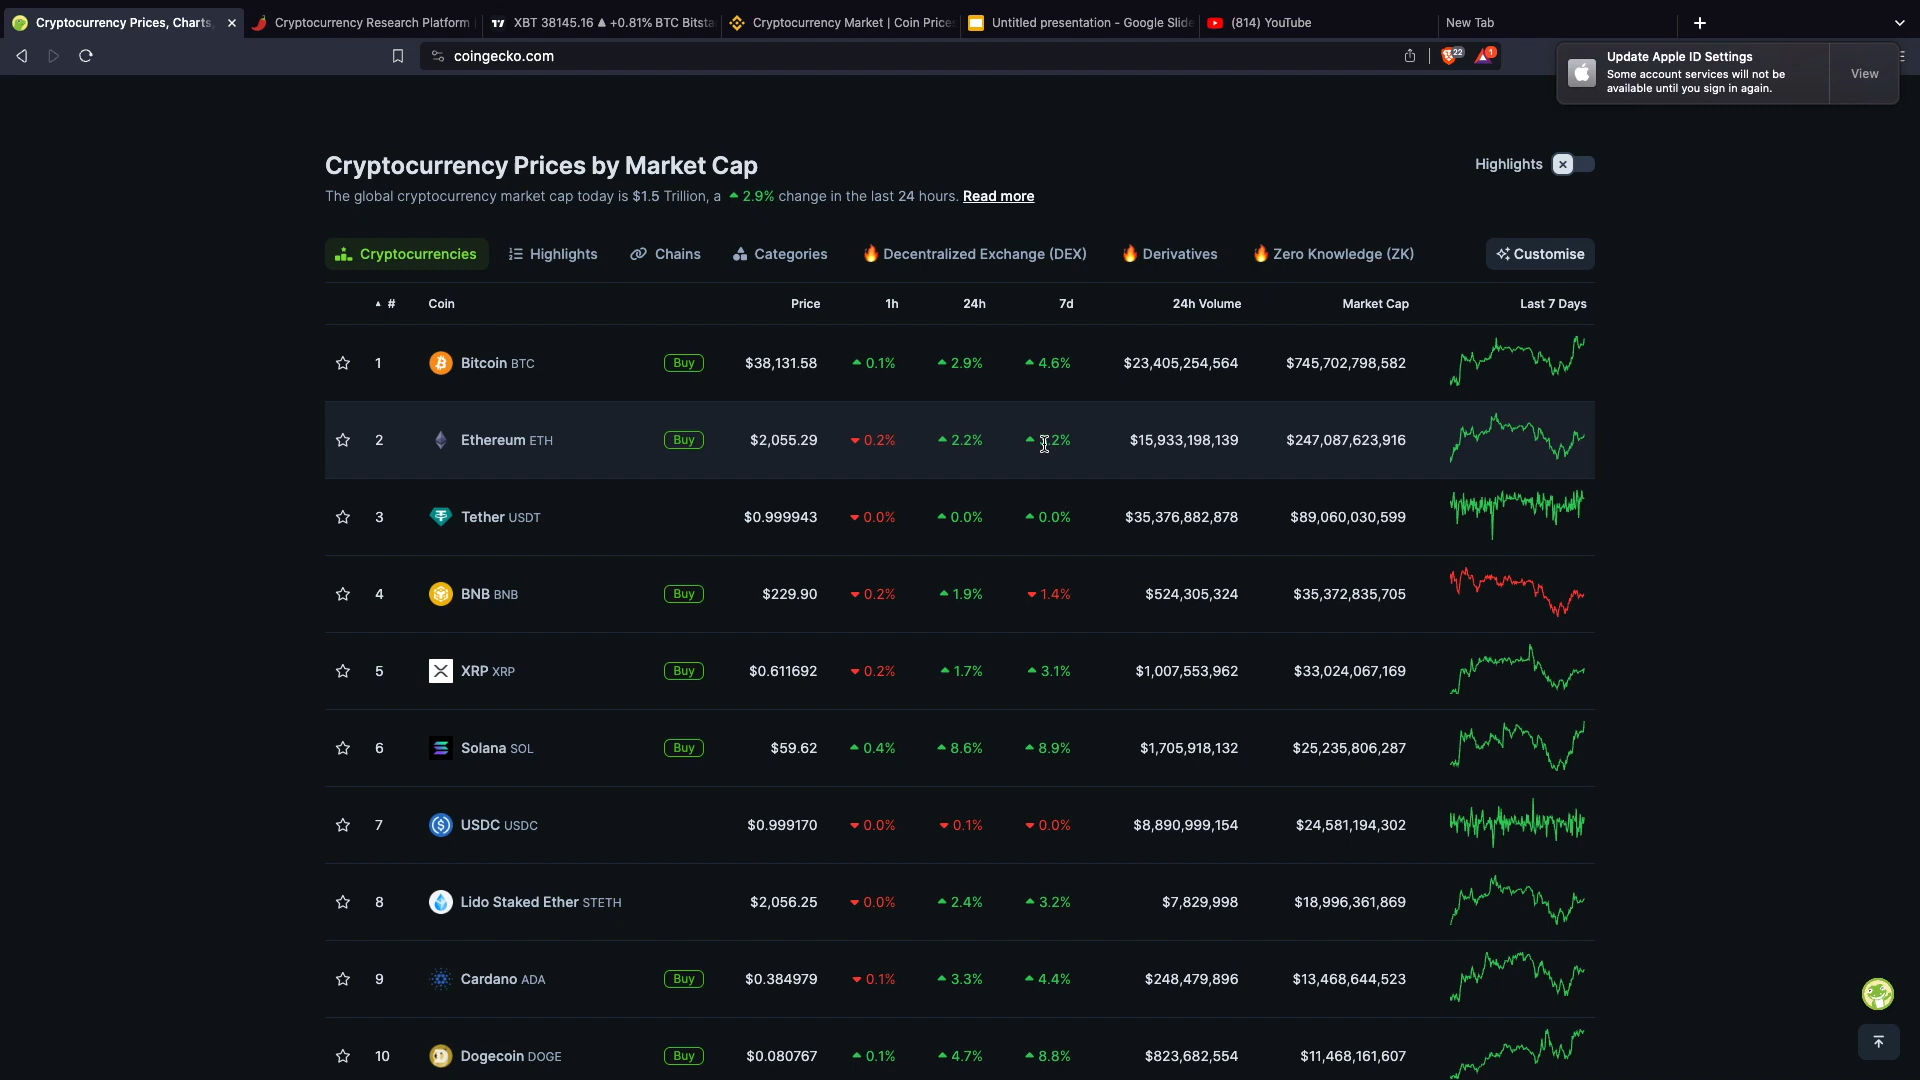 Cryptocurrency Prices, Charts,
Cryptocurrency Research Platform
XBT 38145.16 ▲ +0.81% BTC Bitsta
Cryptocurrency Market | Coin Price
Untitled presentation - Google Slide
(814) YouTube
New Tab
coingecko.com
22
1
Update Apple ID Settings
Some account services will not be
available until you sign in again.
View
Cryptocurrency Prices by Market Cap
Highlights
The global cryptocurrency market cap today is $1.5 Trillion, a ▲ 2.9% change in the last 24 hours. Read more
Cryptocurrencies Highlights Chains Categories 🔥 Decentralized Exchange (DEX) 🔥 Derivatives 🔥 Zero Knowledge (ZK) Customise
▲ # Coin Price 1h 24h 7d 24h Volume Market Cap Last 7 Days
1 Bitcoin BTC Buy $38,131.58 ▲ 0.1% ▲ 2.9% ▲ 4.6% $23,405,254,564 $745,702,798,582
2 Ethereum ETH Buy $2,055.29 ▼ 0.2% ▲ 2.2% ▲ .2% $15,933,198,139 $247,087,623,916
3 Tether USDT $0.999943 ▼ 0.0% ▲ 0.0% ▲ 0.0% $35,376,882,878 $89,060,030,599
4 BNB BNB Buy $229.90 ▼ 0.2% ▲ 1.9% ▼ 1.4% $524,305,324 $35,372,835,705
5 XRP XRP Buy $0.611692 ▼ 0.2% ▲ 1.7% ▲ 3.1% $1,007,553,962 $33,024,067,169
6 Solana SOL Buy $59.62 ▲ 0.4% ▲ 8.6% ▲ 8.9% $1,705,918,132 $25,235,806,287
7 USDC USDC $0.999170 ▼ 0.0% ▼ 0.1% ▼ 0.0% $8,890,999,154 $24,581,194,302
8 Lido Staked Ether STETH $2,056.25 ▼ 0.0% ▲ 2.4% ▲ 3.2% $7,829,998 $18,996,361,869
9 Cardano ADA Buy $0.384979 ▼ 0.1% ▲ 3.3% ▲ 4.4% $248,479,896 $13,468,644,523
10 Dogecoin DOGE Buy $0.080767 ▲ 0.1% ▲ 4.7% ▲ 8.8% $823,682,554 $11,468,161,607